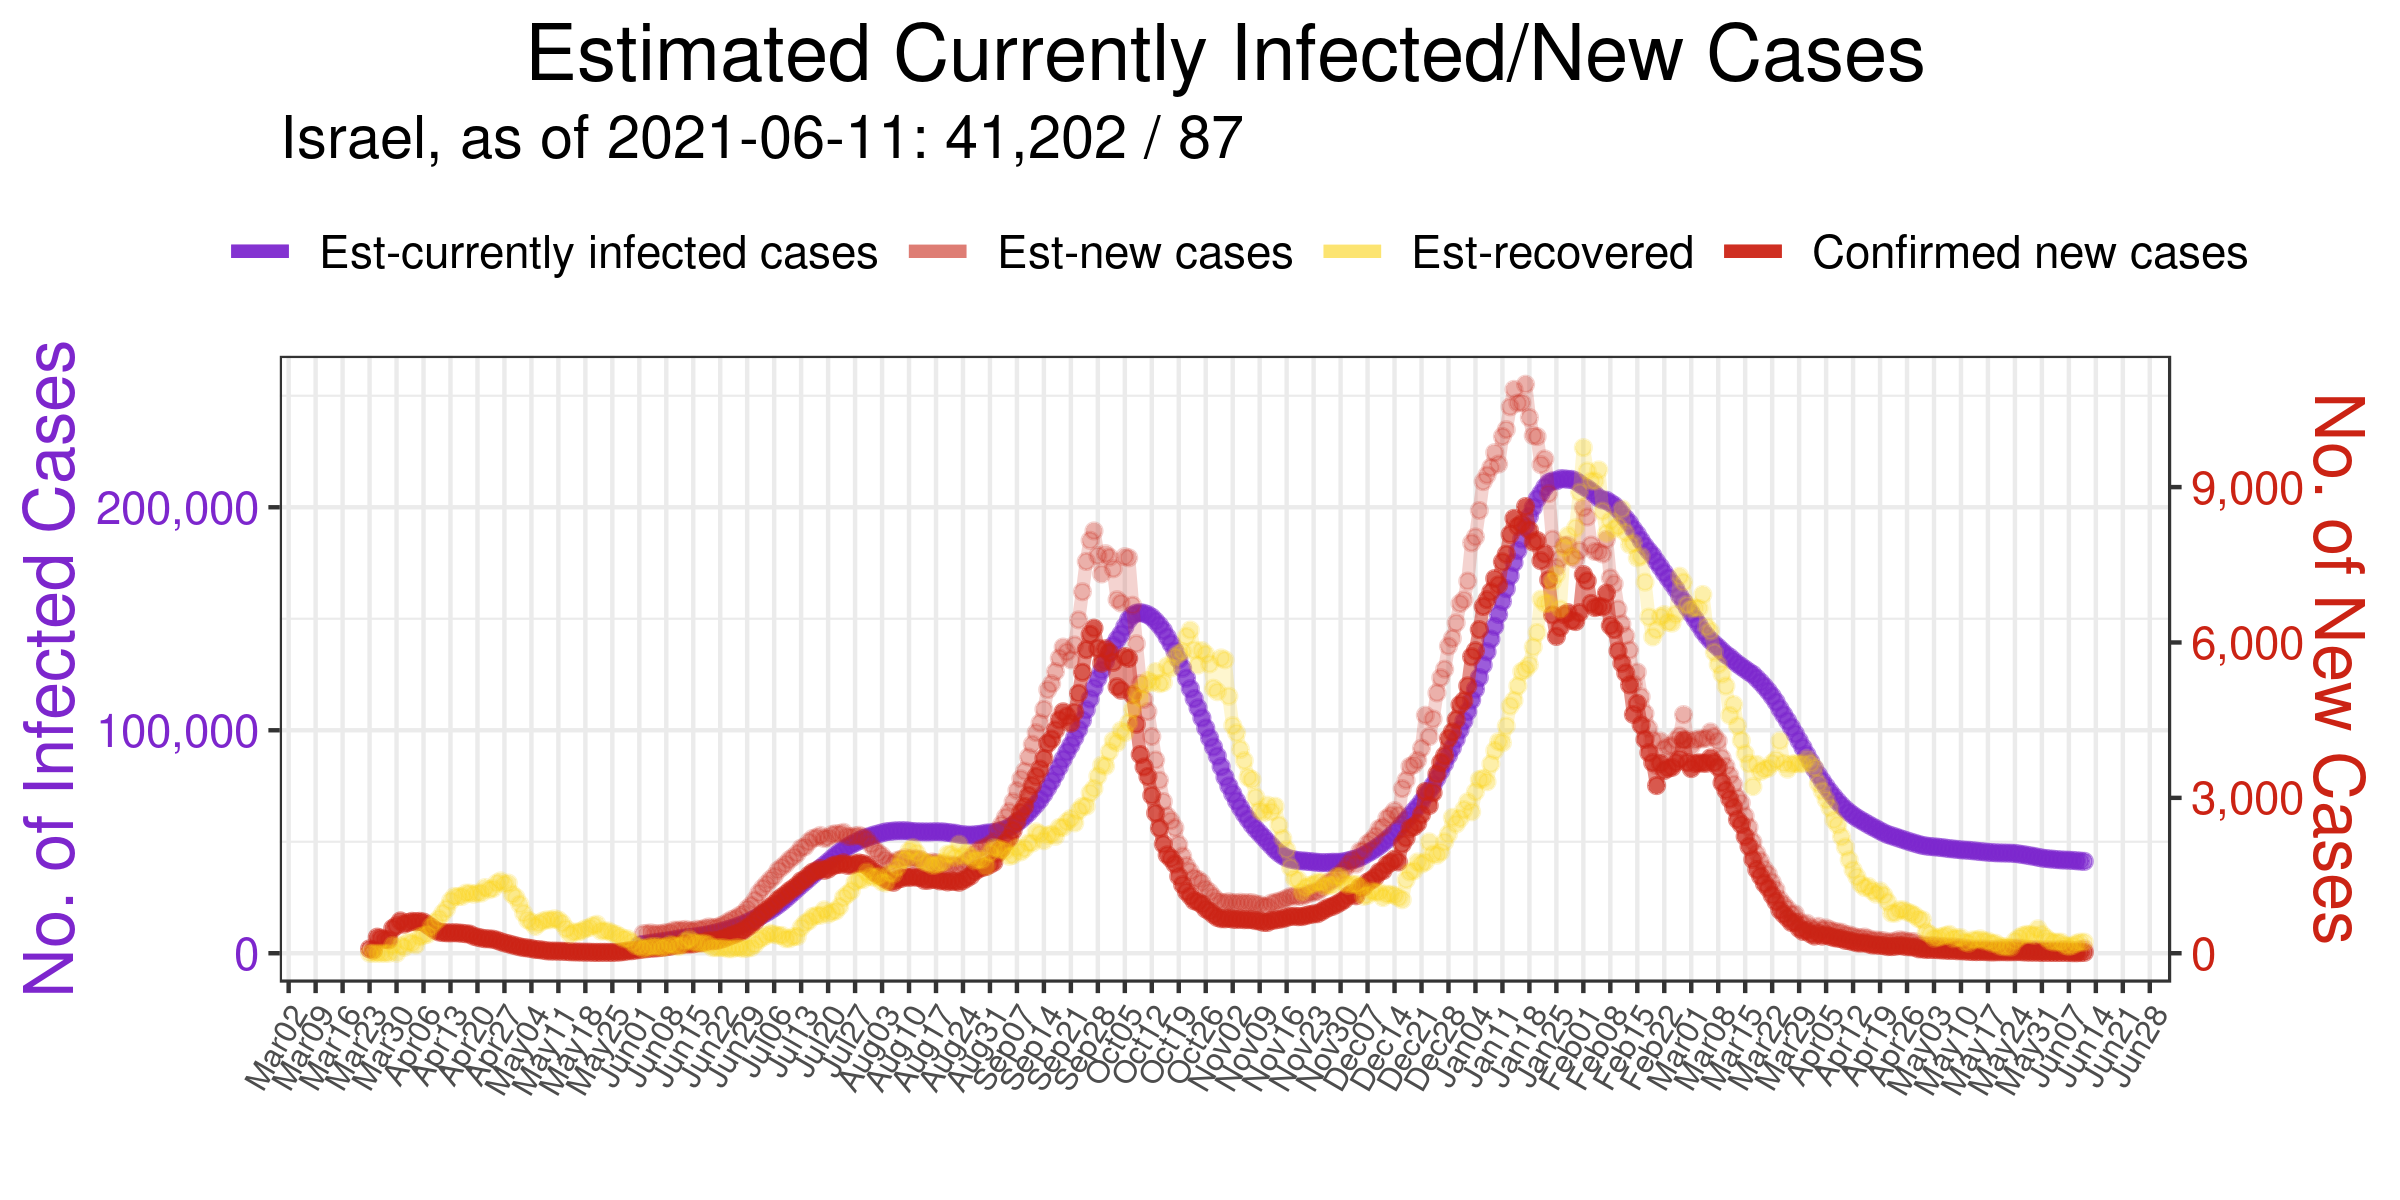 Estimated Currently Infected/New Cases
Israel, as of 2021-06-11: 41,202 / 87
Est-currently infected cases Est-new cases Est-recovered Confirmed new cases
No. of Infected Cases
200,000
100,000
0
9,000
6,000
3,000
0
No. of New Cases
Mar02 Mar09 Mar16 Mar23 Mar30 Apr06 Apr13 Apr20 Apr27 May04 May11 May18 May25 Jun01 Jun08 Jun15 Jun22 Jun29 Jul06 Jul13 Jul20 Jul27 Aug03 Aug10 Aug17 Aug24 Aug31 Sep07 Sep14 Sep21 Sep28 Oct05 Oct12 Oct19 Oct26 Nov02 Nov09 Nov16 Nov23 Nov30 Dec07 Dec14 Dec21 Dec28 Jan04 Jan11 Jan18 Jan25 Feb01 Feb08 Feb15 Feb22 Mar01 Mar08 Mar15 Mar22 Mar29 Apr05 Apr12 Apr19 Apr26 May03 May10 May17 May24 May31 Jun07 Jun14 Jun21 Jun28